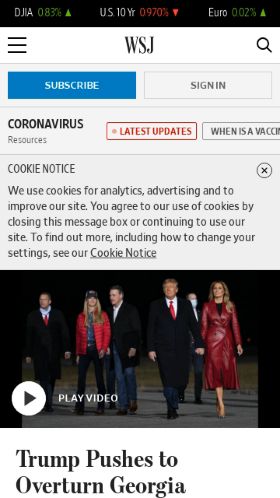 DJIA 0.83% ▲ U.S. 10 Yr 0.970% ▼ Euro 0.02% ▲
WSJ
SUBSCRIBE SIGN IN
CORONAVIRUS
Resources
LATEST UPDATES WHEN IS A VACCIN
COOKIE NOTICE
We use cookies for analytics, advertising and to
improve our site. You agree to our use of cookies by
closing this message box or continuing to use our
site. To find out more, including how to change your
settings, see our Cookie Notice
PLAY VIDEO
Trump Pushes to
Overturn Georgia